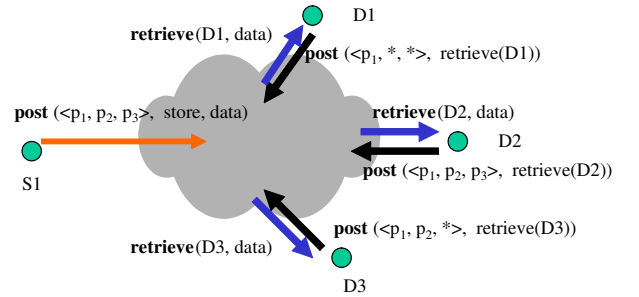 D1
retrieve(D1, data)
post (<p1, *, *>, retrieve(D1))
post (<p1, p2, p3>, store, data)
retrieve(D2, data)
D2
S1
post (<p1, p2, p3>, retrieve(D2))
post (<p1, p2, *>, retrieve(D3))
retrieve(D3, data)
D3